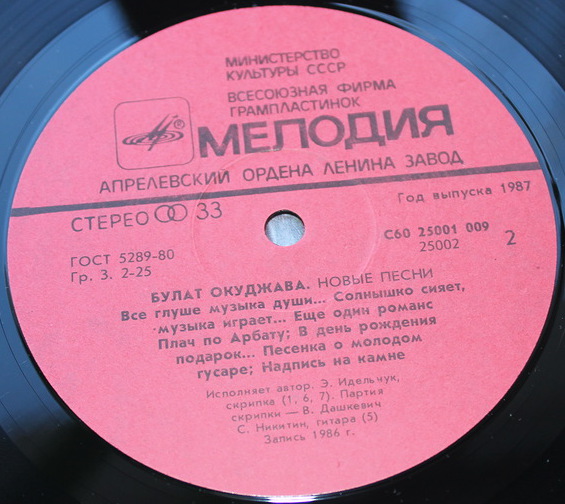 МИНИСТЕРСТВО
КУЛЬТУРЫ СССР
ВСЕСОЮЗНАЯ ФИРМА
ГРАМПЛАСТИНОК
® МЕЛОДИЯ
АПРЕЛЕВСКИЙ ОРДЕНА ЛЕНИНА ЗАВОД
СТЕРЕО 33
Год выпуска 1987
ГОСТ 5289-80
Гр. 3. 2-25
С60 25001 009
25002
2
БУЛАТ ОКУДЖАВА. НОВЫЕ ПЕСНИ
Все глуше музыка души... Солнышко сияет,
музыка играет... Еще один романс
Плач по Арбату; В день рождения
подарок... Песенка о молодом
гусаре; Надпись на камне
Исполняет автор. Э. Идельчук,
скрипка (1, 6, 7). Партия
скрипки — В. Дашкевич
С. Никитин, гитара (5)
Запись 1986 г.